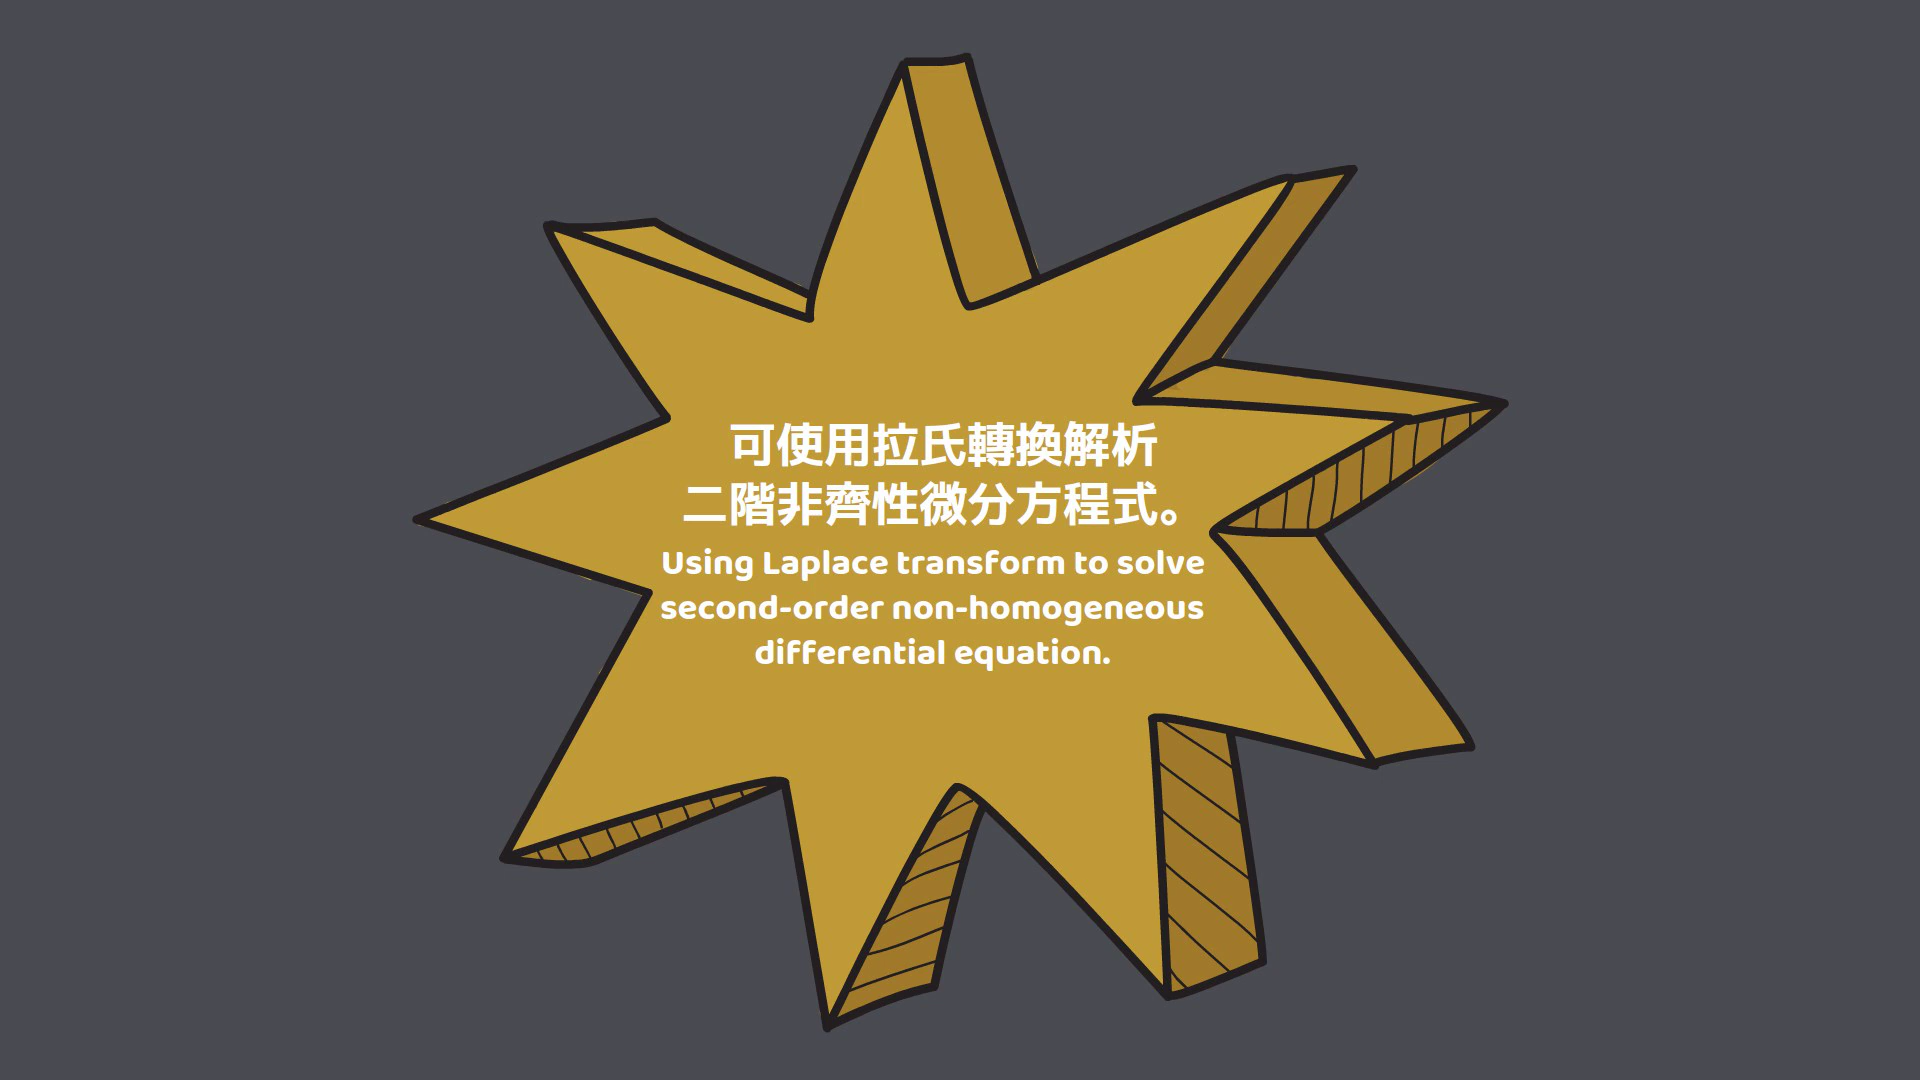 可使用拉氏轉換解析
二階非齊性微分方程式。
Using Laplace transform to solve
second-order non-homogeneous
differential equation.